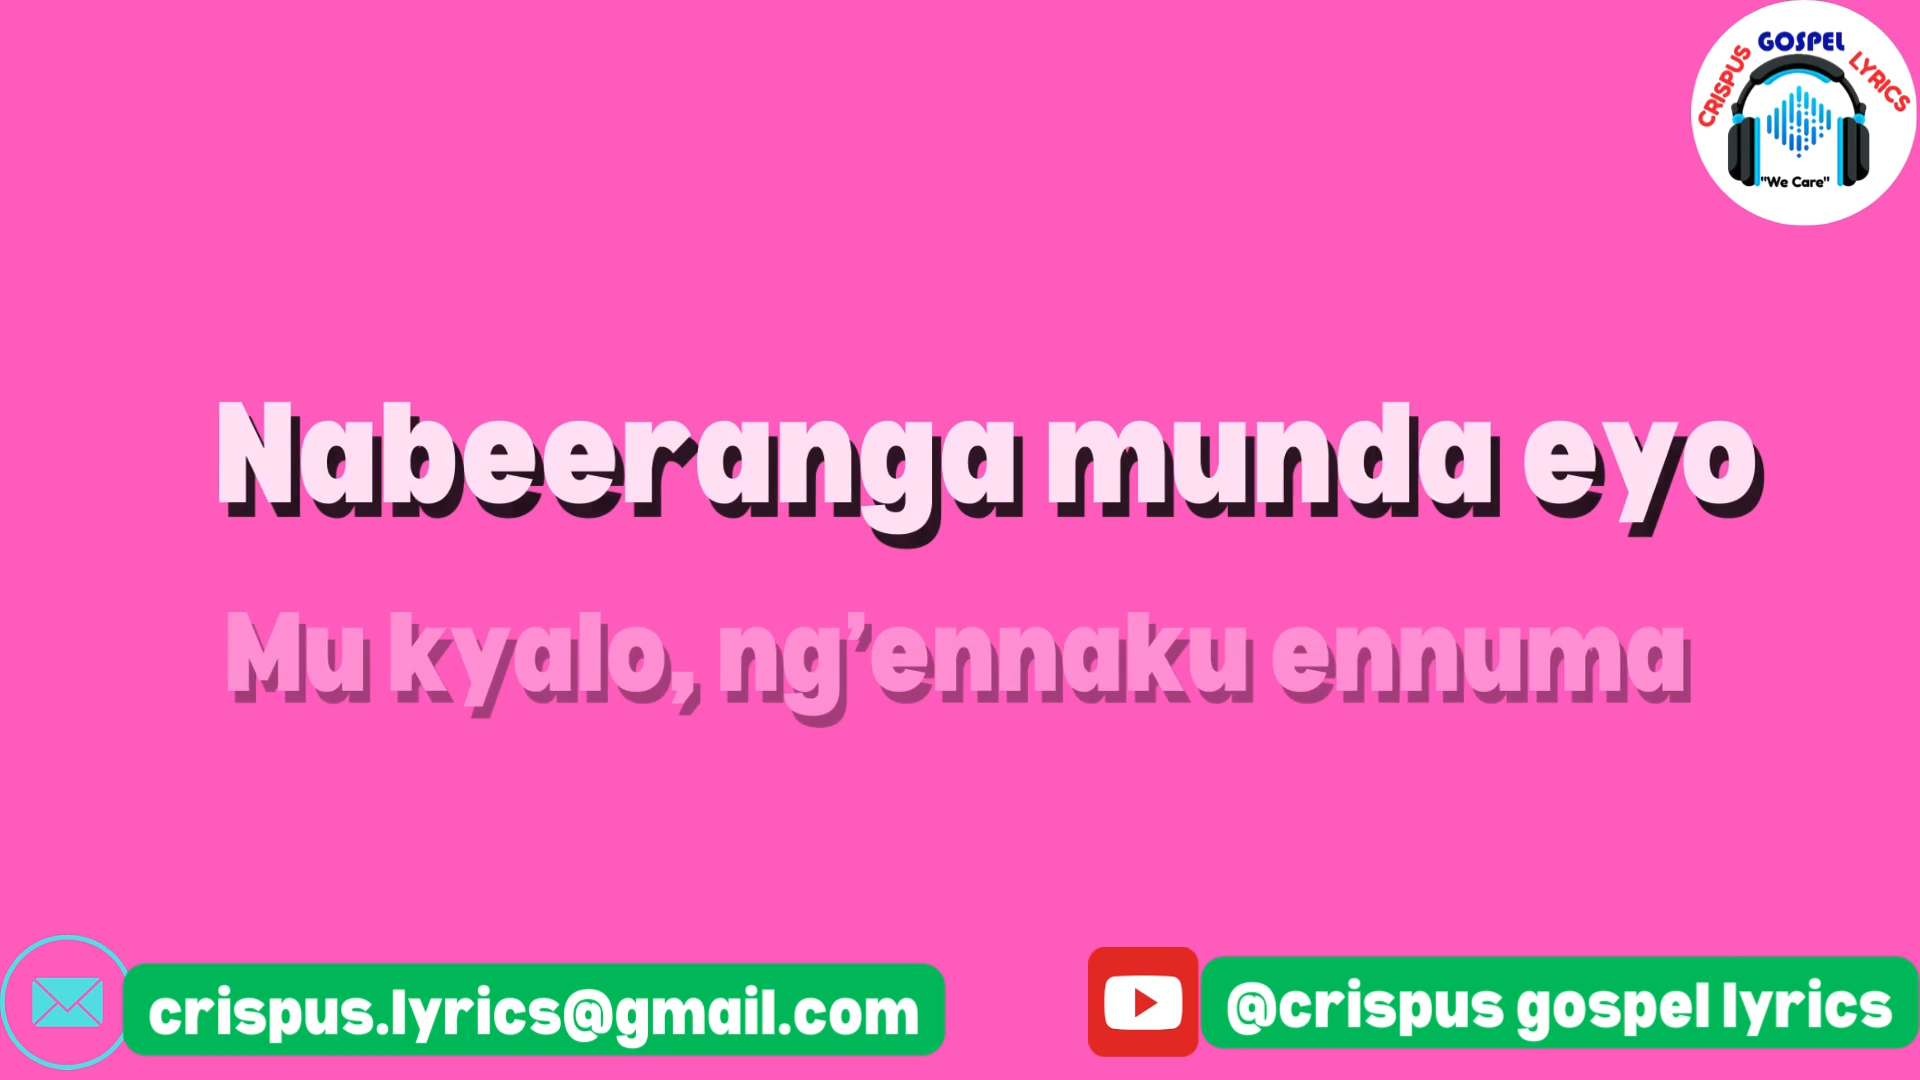 CRISPUS GOSPEL LYRICS
"We Care"
Nabeeranga munda eyo
Mu kyalo, ng’ennaku ennuma
crispus.lyrics@gmail.com
@crispus gospel lyrics